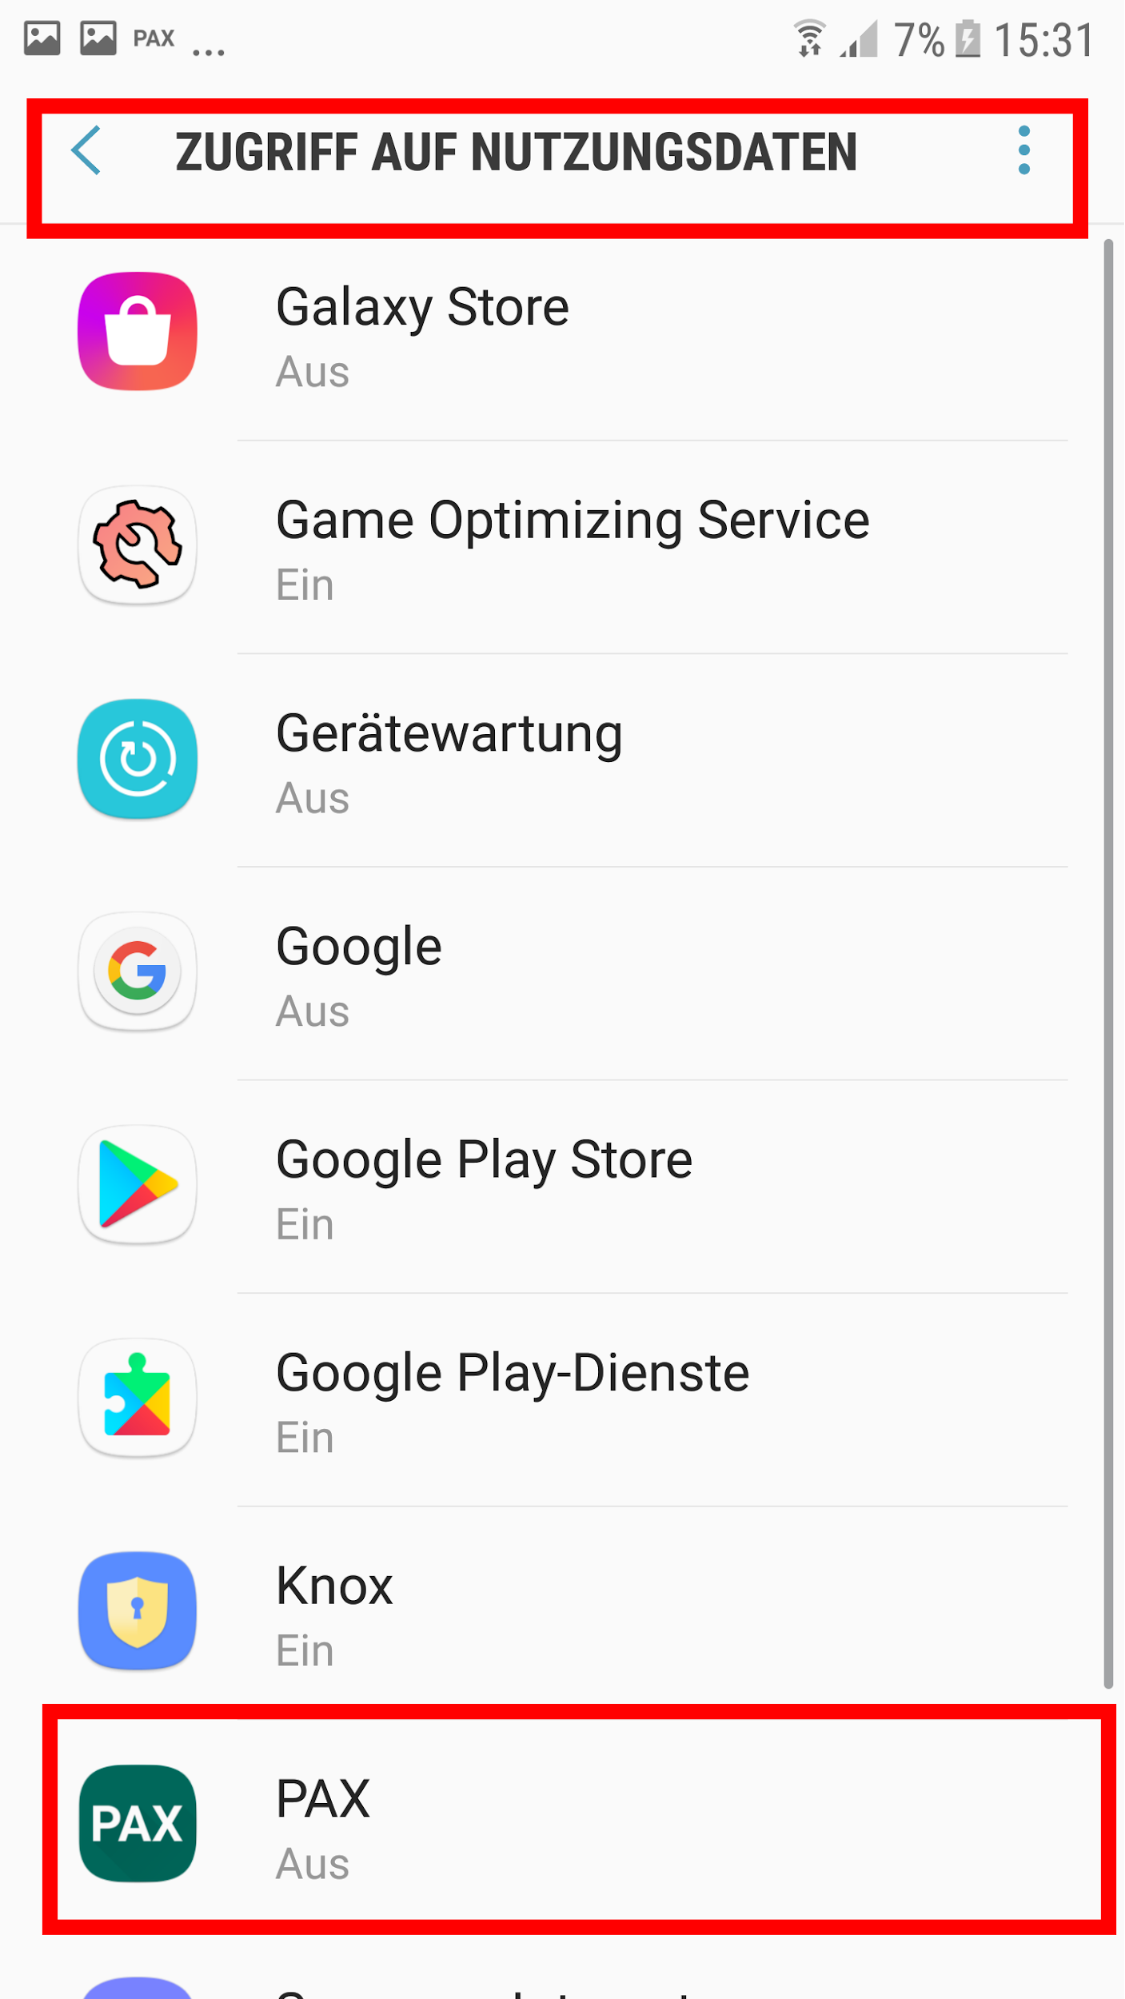 PAX ... 7% 15:31
ZUGRIFF AUF NUTZUNGSDATEN
Galaxy Store
Aus
Game Optimizing Service
Ein
Gerätewartung
Aus
Google
Aus
Google Play Store
Ein
Google Play-Dienste
Ein
Knox
Ein
PAX
PAX
Aus